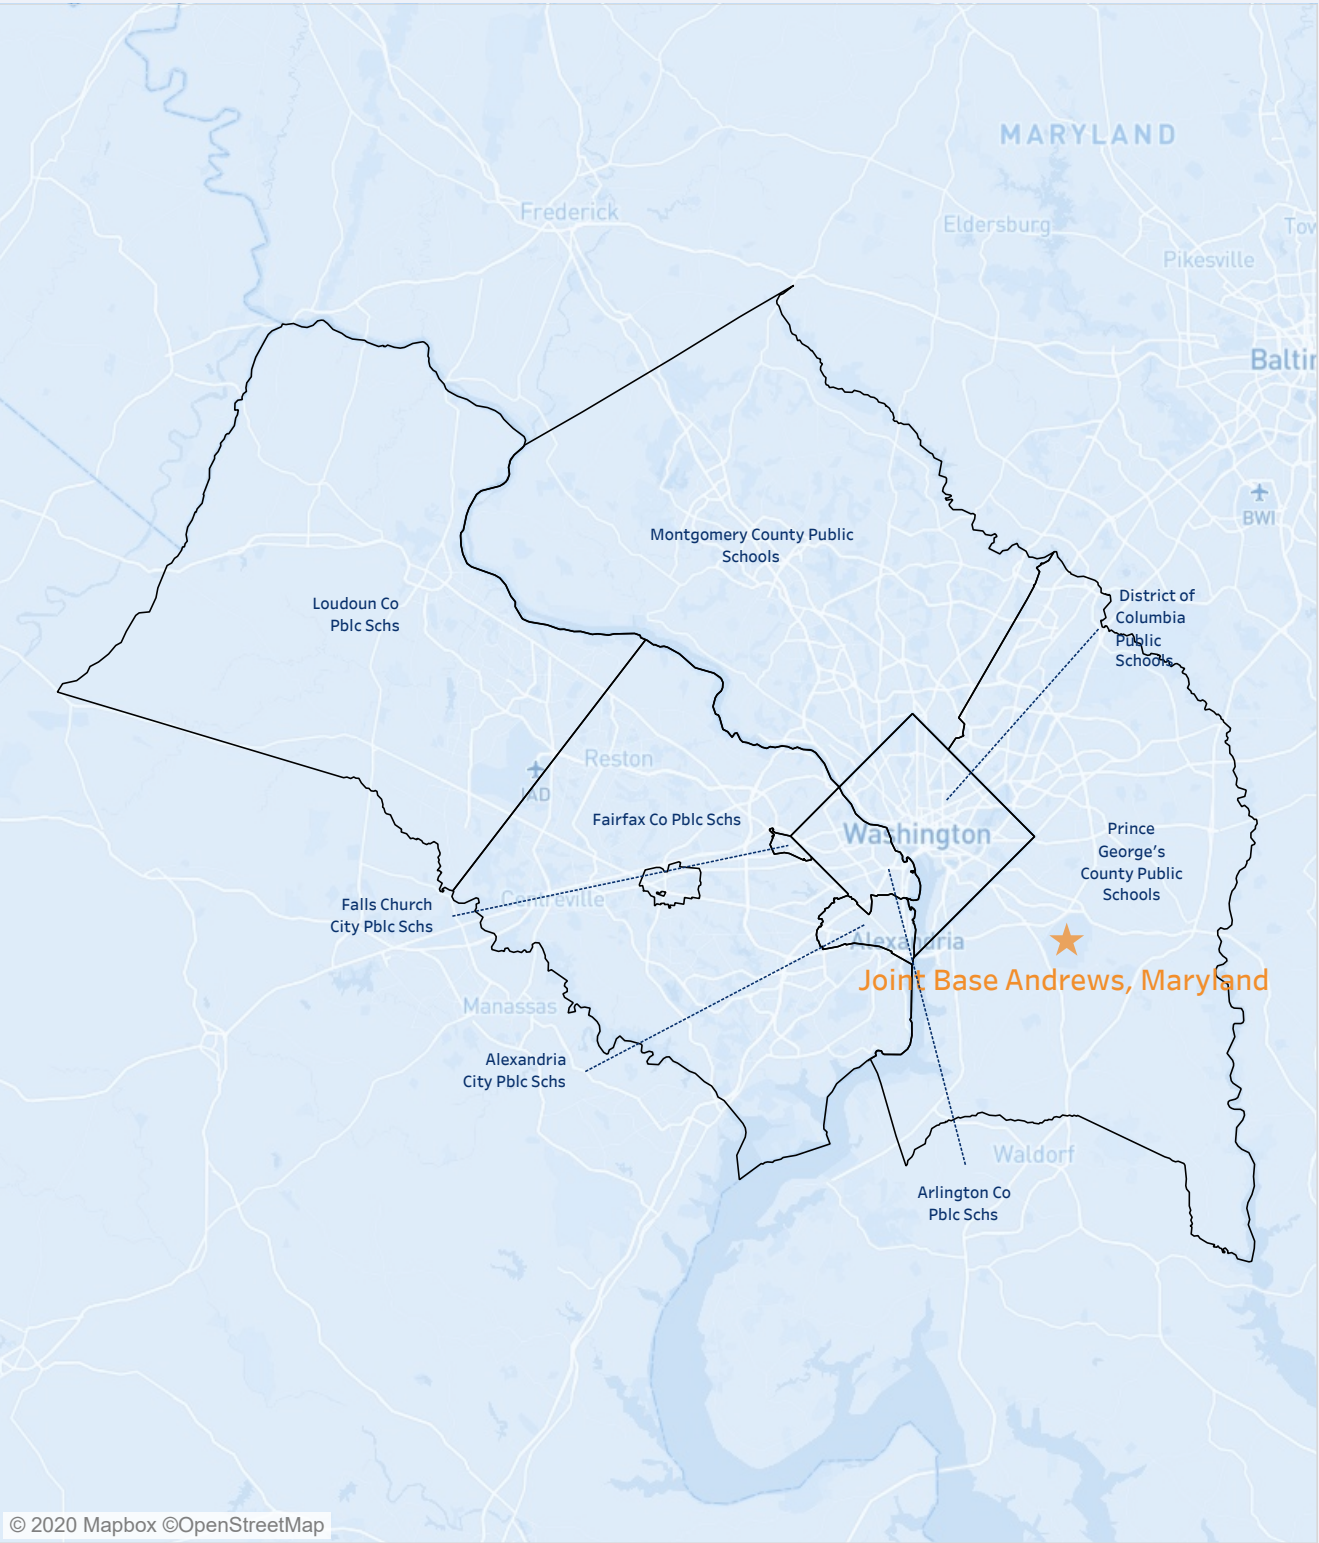 MARYLAND
Frederick
Eldersburg
Tow
Pikesville
Baltin
BWI
Montgomery County Public
Schools
District of
Columbia
Public
Schools
Loudoun Co
Pblc Schs
Reston
IAD
Fairfax Co Pblc Schs
Washington
Prince
George's
County Public
Schools
Falls Church
City Pblc Schs
Centreville
Alexandria
Joint Base Andrews, Maryland
Manassas
Alexandria
City Pblc Schs
Waldorf
Arlington Co
Pblc Schs
© 2020 Mapbox ©OpenStreetMap